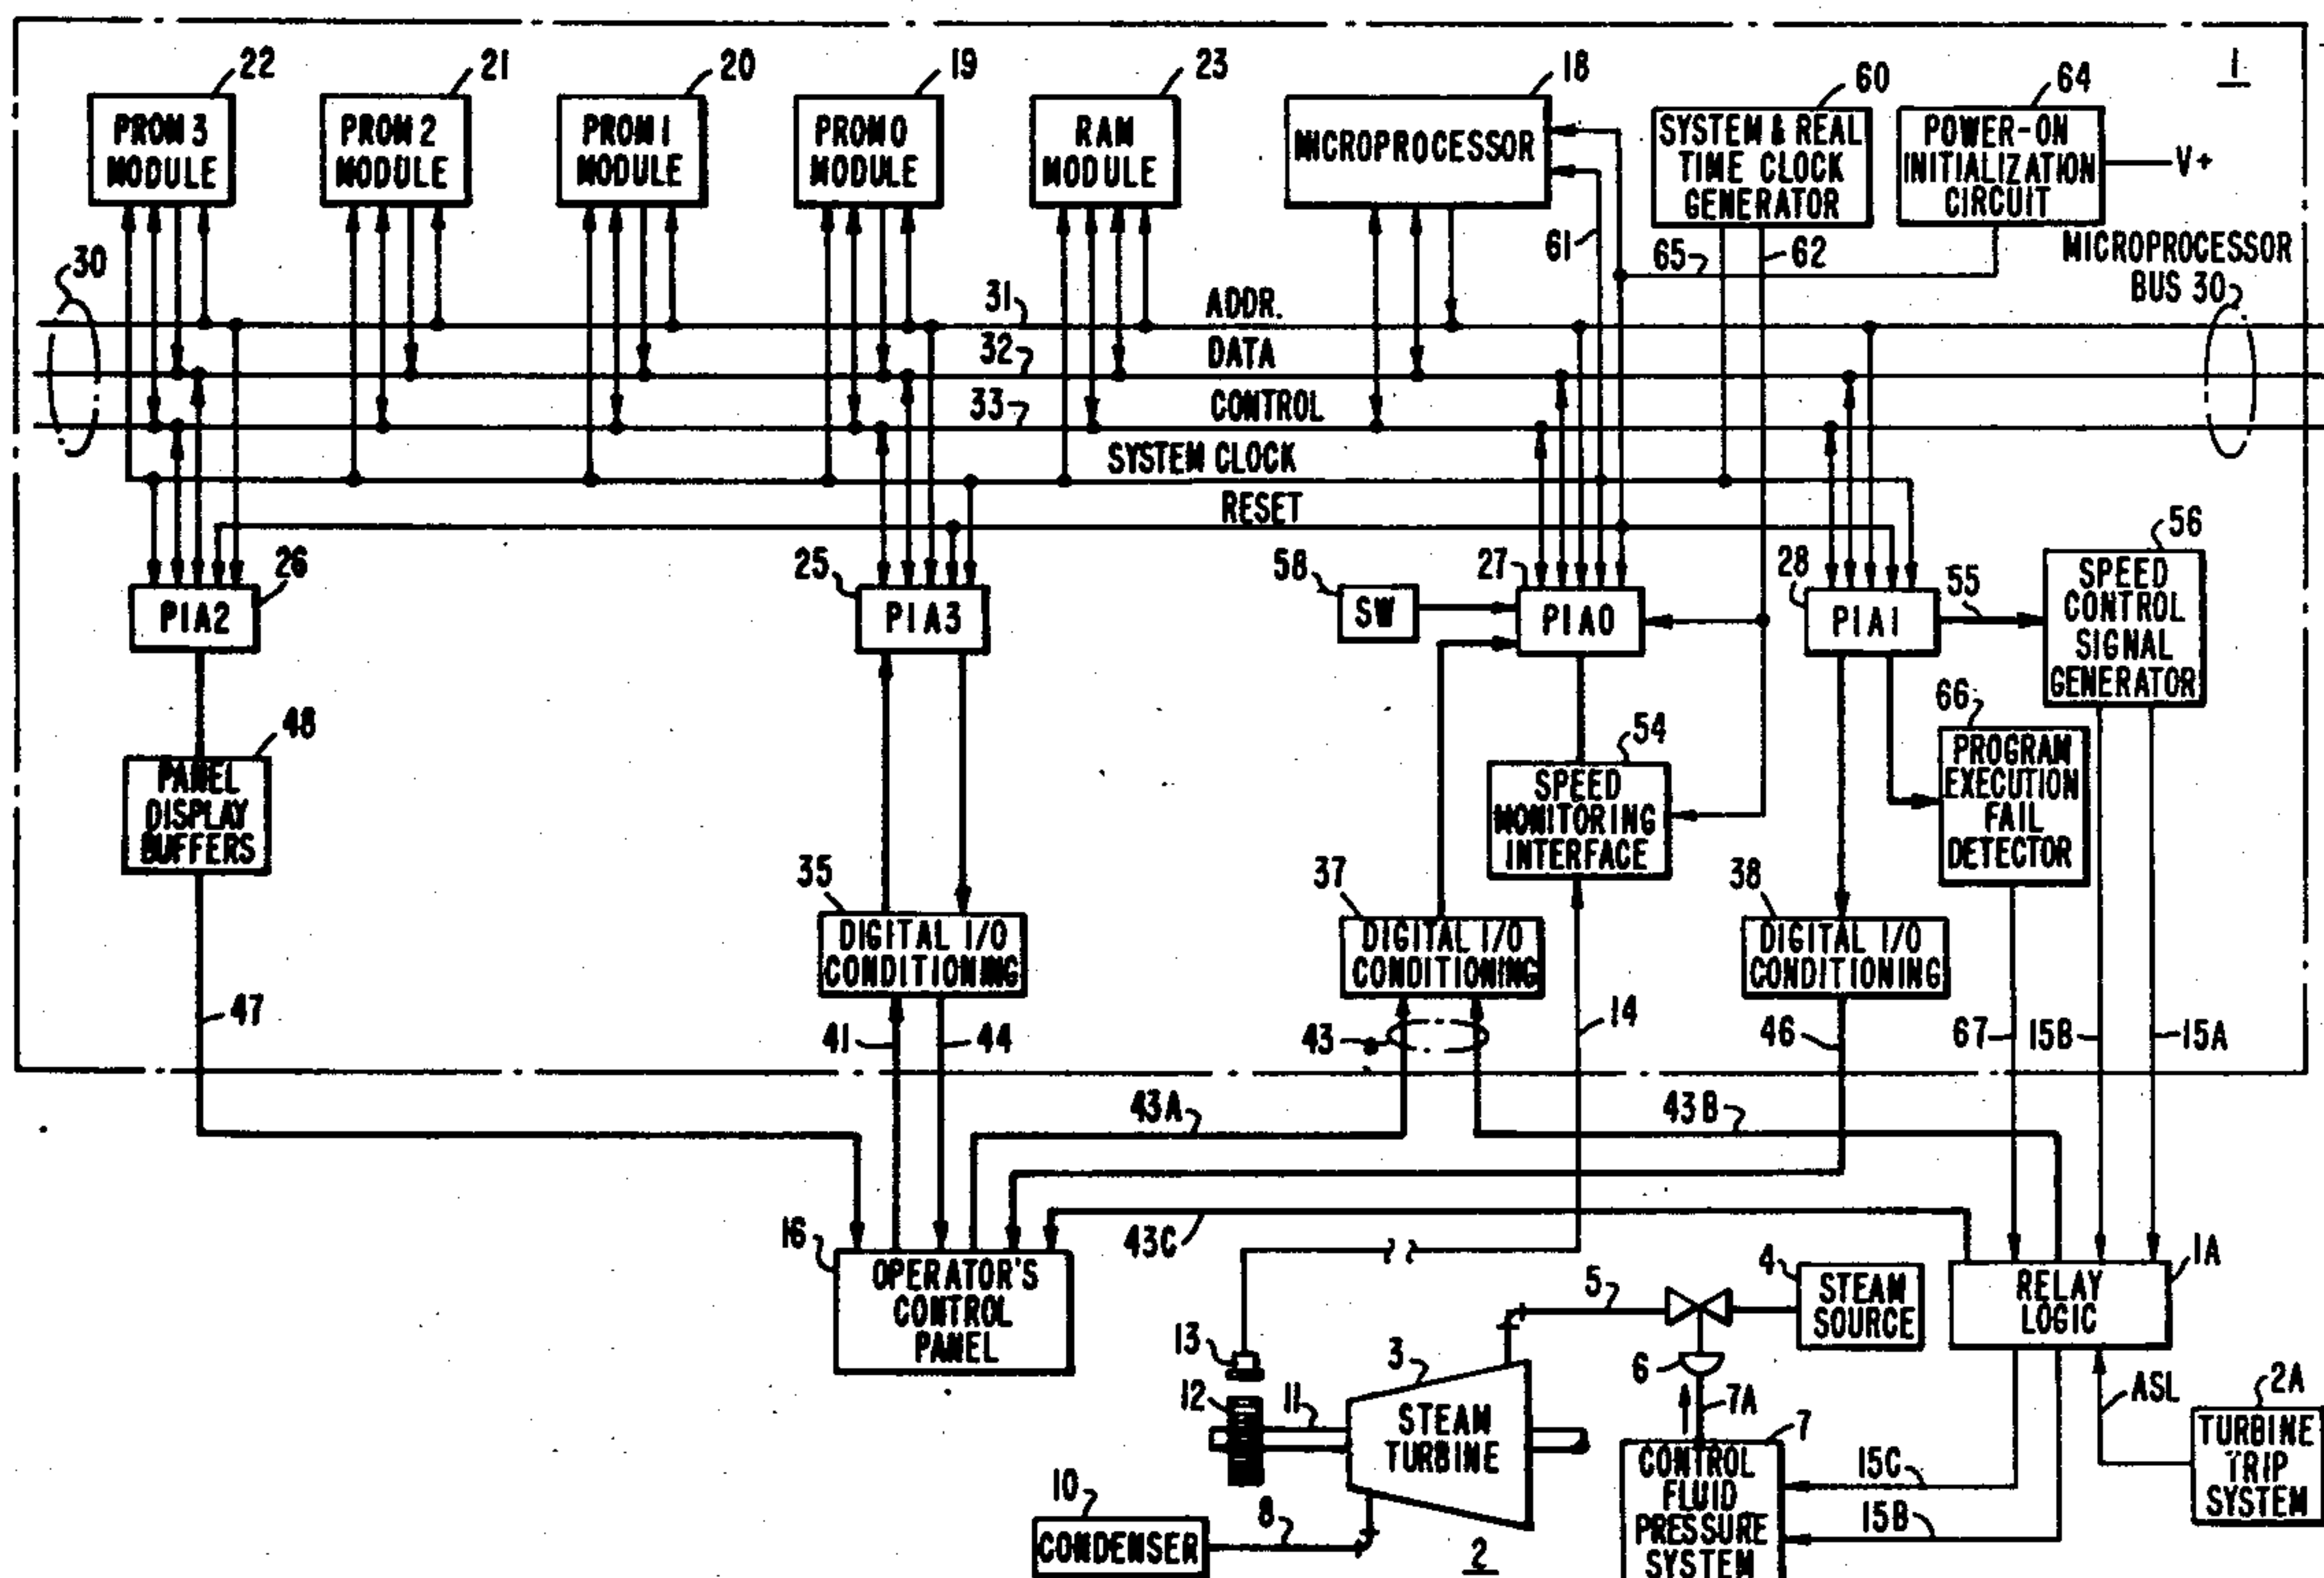 22
21
20
19
23
18
60
64
1
PROM 3
MODULE
PROM 2
MODULE
PROM 1
MODULE
PROM 0
MODULE
RAM
MODULE
MICROPROCESSOR
SYSTEM & REAL
TIME CLOCK
GENERATOR
POWER-ON
INITIALIZATION
CIRCUIT
V+
61
65
62
MICROPROCESSOR
BUS 30
30
31
ADDR.
32
DATA
33
CONTROL
SYSTEM CLOCK
RESET
26
25
58
27
28
55
56
PIA2
PIA3
SW
PIA0
PIA1
SPEED
CONTROL
SIGNAL
GENERATOR
48
54
66
PANEL
DISPLAY
BUFFERS
SPEED
MONITORING
INTERFACE
PROGRAM
EXECUTION
FAIL
DETECTOR
35
37
38
DIGITAL I/O
CONDITIONING
DIGITAL I/O
CONDITIONING
DIGITAL I/O
CONDITIONING
47
41
44
43
14
46
67
15B
15A
43A
43B
16
43C
1A
OPERATOR'S
CONTROL
PANEL
4
STEAM
SOURCE
RELAY
LOGIC
5
13
3
6
ASL
2A
12
11
STEAM
TURBINE
7A
7
CONTROL
FLUID
PRESSURE
SYSTEM
15C
15B
TURBINE
TRIP
SYSTEM
10
CONDENSER
8
2